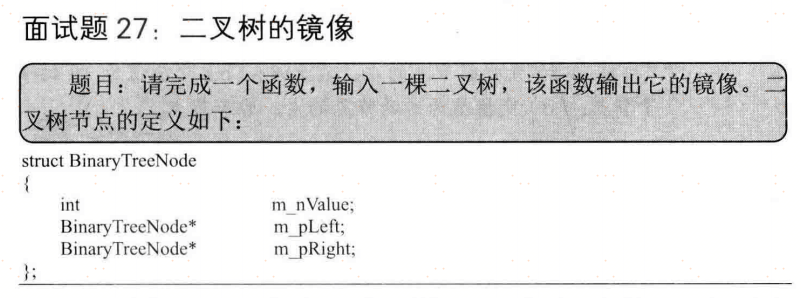 面试题 27：二叉树的镜像
题目：请完成一个函数，输入一棵二叉树，该函数输出它的镜像。二
叉树节点的定义如下：
struct BinaryTreeNode
{
int m_nValue;
BinaryTreeNode* m_pLeft;
BinaryTreeNode* m_pRight;
};